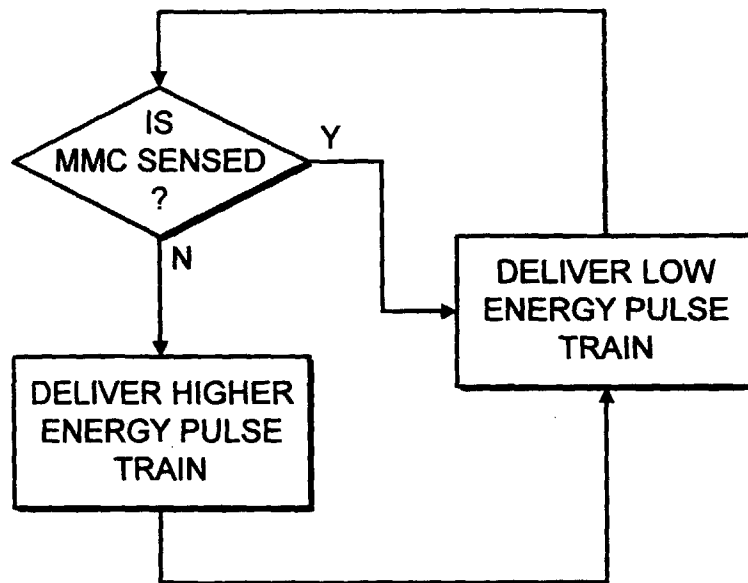 IS
MMC SENSED
?
Y
N
DELIVER LOW
ENERGY PULSE
TRAIN
DELIVER HIGHER
ENERGY PULSE
TRAIN